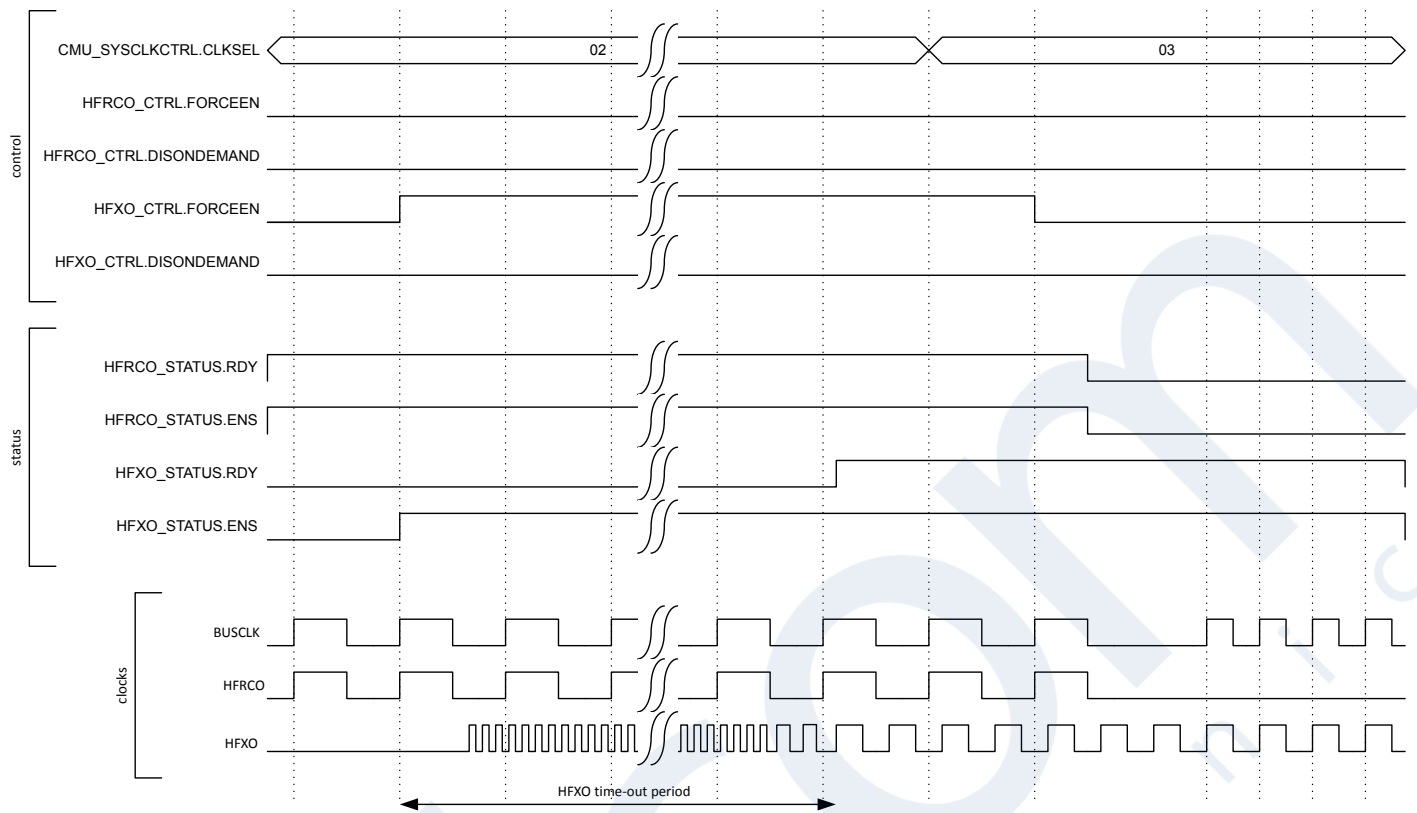 control
CMU_SYSCLKCTRL.CLKSEL 02 03
HFRCO_CTRL.FORCEEN
HFRCO_CTRL.DISONDEMAND
HFXO_CTRL.FORCEEN
HFXO_CTRL.DISONDEMAND
status
HFRCO_STATUS.RDY
HFRCO_STATUS.ENS
HFXO_STATUS.RDY
HFXO_STATUS.ENS
clocks
BUSCLK
HFRCO
HFXO
HFXO time-out period